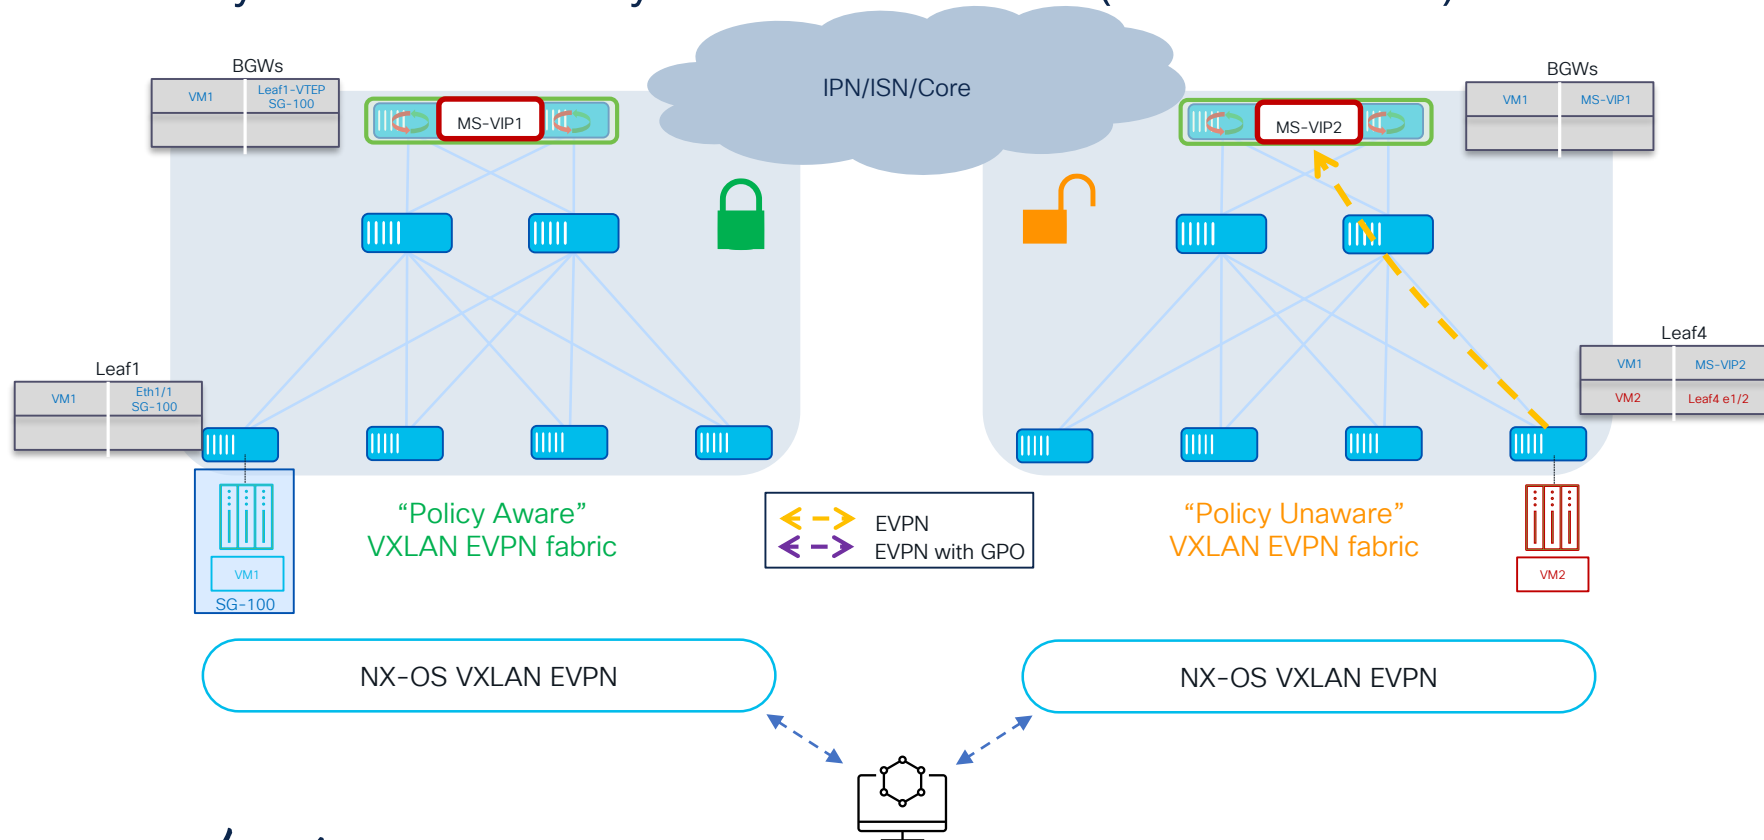 BGWs
VM1
Leaf1-VTEP
SG-100
MS-VIP1
IPN/ISN/Core
MS-VIP2
BGWs
VM1
MS-VIP1
Leaf1
VM1
Eth1/1
SG-100
Leaf4
VM1
MS-VIP2
VM2
Leaf4 e1/2
VM1
SG-100
“Policy Aware”
VXLAN EVPN fabric
EVPN
EVPN with GPO
“Policy Unaware”
VXLAN EVPN fabric
VM2
NX-OS VXLAN EVPN
NX-OS VXLAN EVPN